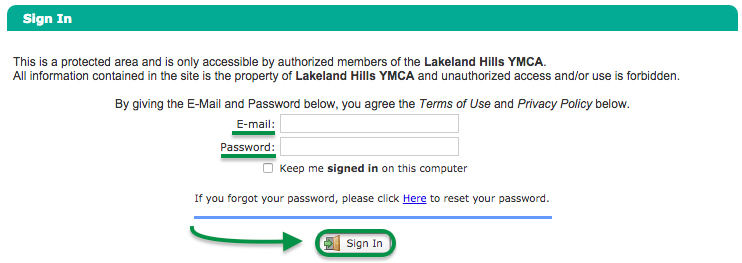 Sign In
This is a protected area and is only accessible by authorized members of the Lakeland Hills YMCA.
All information contained in the site is the property of Lakeland Hills YMCA and unauthorized access and/or use is forbidden.
By giving the E-Mail and Password below, you agree the Terms of Use and Privacy Policy below.
E-mail:
Password:
Keep me signed in on this computer
If you forgot your password, please click Here to reset your password.
Sign In